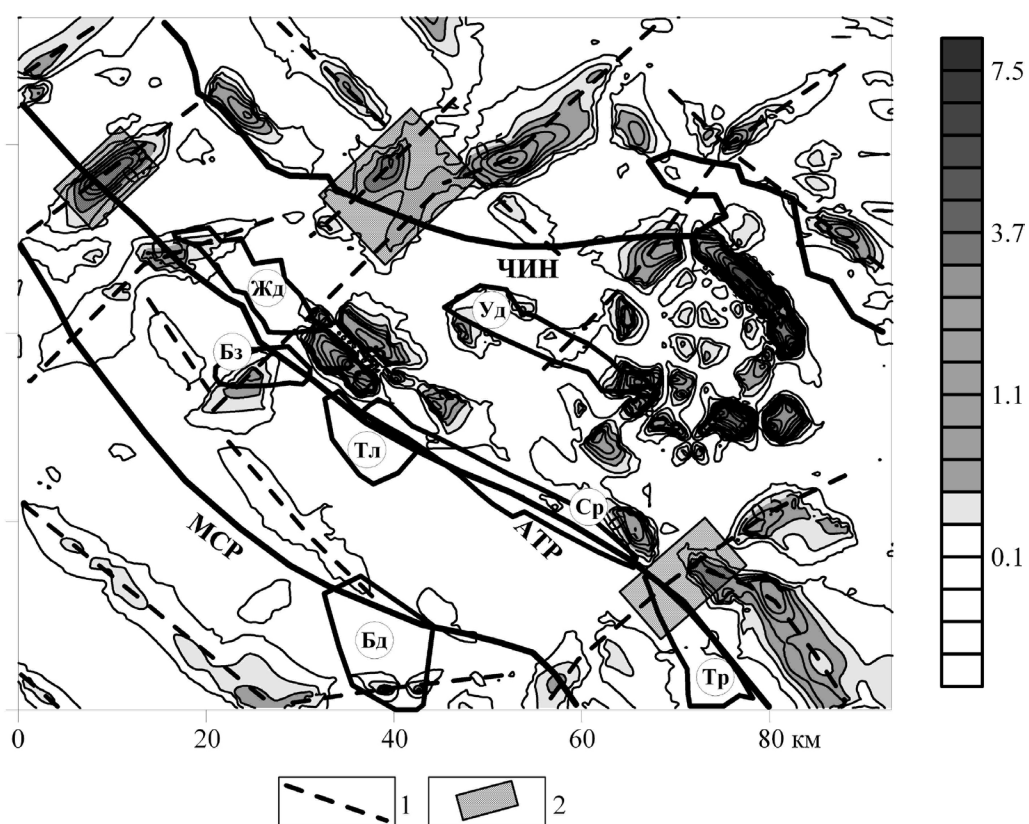 7.5
3.7
ЧИН
Жд
Уд
Бз
1.1
Тл
Ср
МСР
АТР
0.1
Бд
Тр
0 20 40 60 80 км
1 2